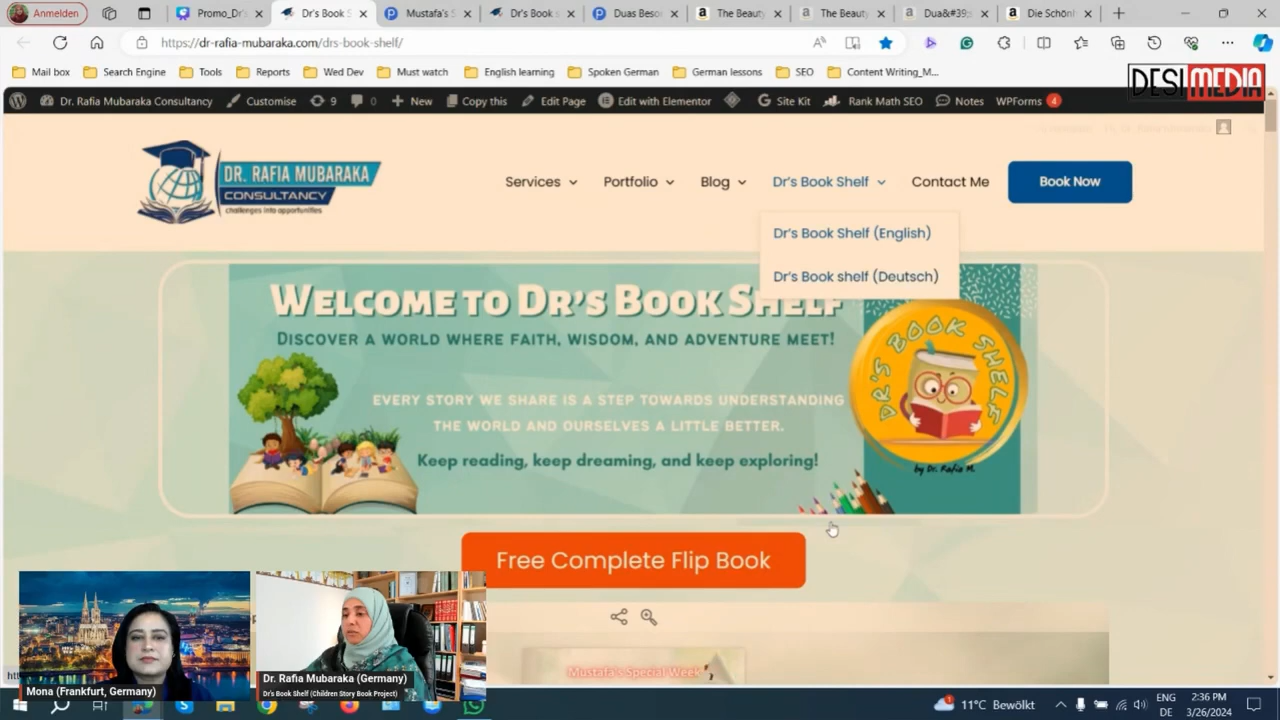 Anmelden
Promo_Dr's
Dr's Book S
Mustafa's S
Dr's Book s
Duas Beso
The Beauty
The Beauty
Dua&#39;s
Die Schönh
https://dr-rafia-mubaraka.com/drs-book-shelf/
Mail box
Search Engine
Tools
Reports
Wed Dev
Must watch
English learning
Spoken German
German lessons
SEO
Content Writing_M...
DESIMEDIA
Dr. Rafia Mubaraka Consultancy
Customise
9
0
New
Copy this
Edit Page
Edit with Elementor
Site Kit
Rank Math SEO
Notes
WPForms 4
DR. RAFIA MUBARAKA
CONSULTANCY
challenges into opportunities
Services
Portfolio
Blog
Dr's Book Shelf
Contact Me
Book Now
Dr's Book Shelf (English)
Dr's Book shelf (Deutsch)
WELCOME TO DR'S BOOK SHELF
DISCOVER A WORLD WHERE FAITH, WISDOM, AND ADVENTURE MEET!
EVERY STORY WE SHARE IS A STEP TOWARDS UNDERSTANDING
THE WORLD AND OURSELVES A LITTLE BETTER.
Keep reading, keep dreaming, and keep exploring!
DR'S BOOK SHELF
by Dr. Rafia M.
Free Complete Flip Book
Mustafa's Special Week
Mona (Frankfurt, Germany)
Dr. Rafia Mubaraka (Germany)
Dr's Book Shelf (Children Story Book Project)
11°C Bewölkt
ENG
DE
2:36 PM
3/26/2024